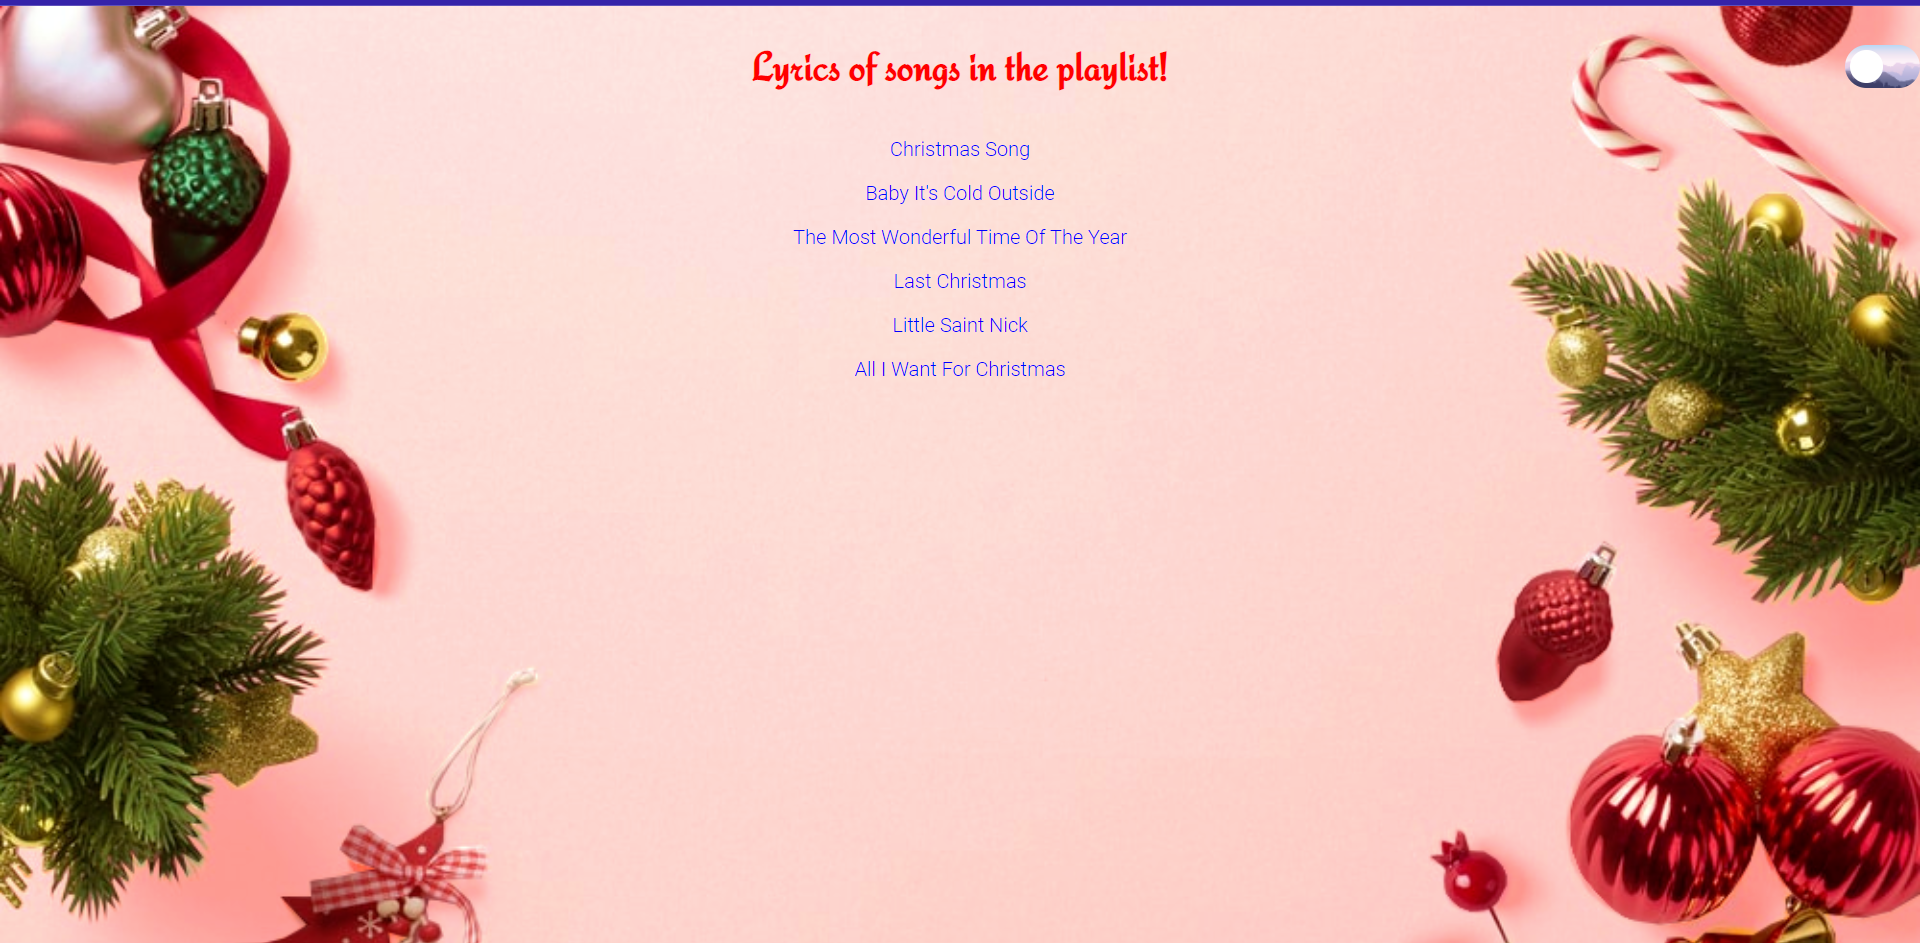 Lyrics of songs in the playlist!
Christmas Song
Baby It's Cold Outside
The Most Wonderful Time Of The Year
Last Christmas
Little Saint Nick
All I Want For Christmas